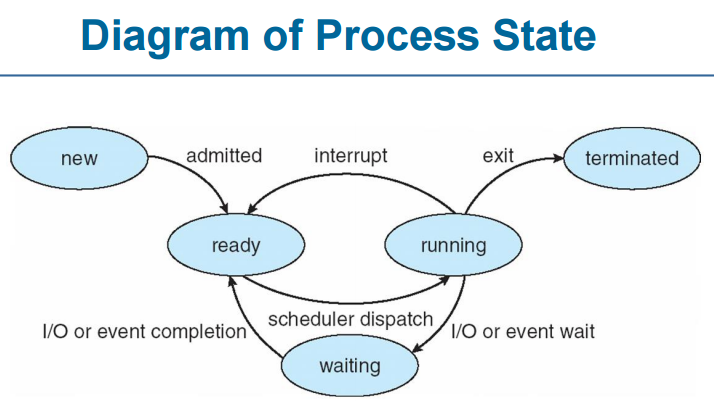 Diagram of Process State
new
admitted
interrupt
exit
terminated
ready
running
I/O or event completion
scheduler dispatch
I/O or event wait
waiting